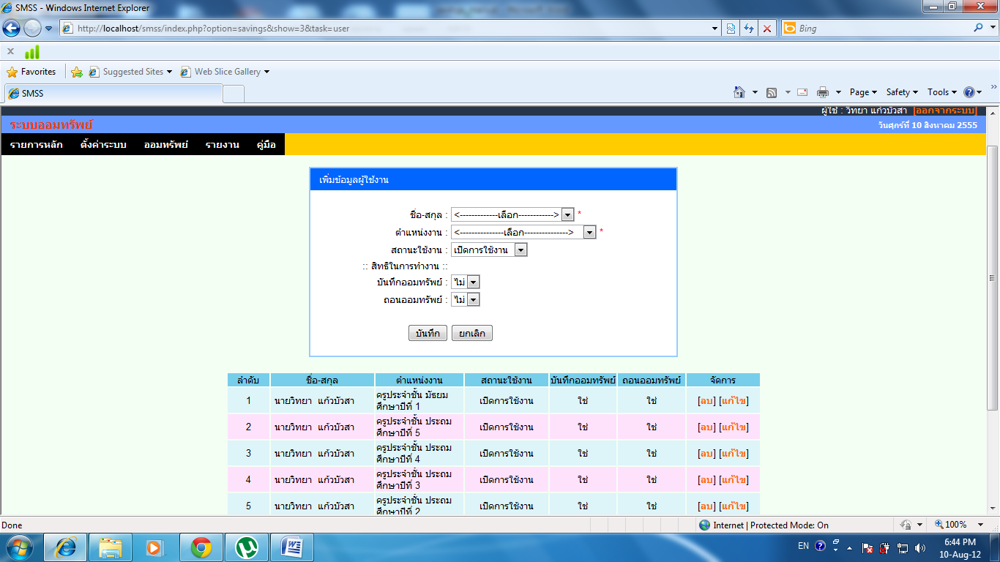 SMSS - Windows Internet Explorer
http://localhost/smss/index.php?option=savings&show=3&task=user
Bing
x
Favorites Suggested Sites Web Slice Gallery
SMSS
Page Safety Tools
ผู้ใช้ : วิทยา แก้วบัวสา [ออกจากระบบ]
ระบบออมทรัพย์
วันศุกร์ที่ 10 สิงหาคม 2555
รายการหลัก ตั้งค่าระบบ ออมทรัพย์ รายงาน คู่มือ
เพิ่มข้อมูลผู้ใช้งาน
ชื่อ-สกุล : <-------------เลือก------------> *
ตำแหน่งงาน : <---------------เลือก---------------> *
สถานะใช้งาน : เปิดการใช้งาน
:: สิทธิในการทำงาน ::
บันทึกออมทรัพย์ : ไม่
ถอนออมทรัพย์ : ไม่
บันทึก ยกเลิก
ลำดับ ชื่อ-สกุล ตำแหน่งงาน สถานะใช้งาน บันทึกออมทรัพย์ ถอนออมทรัพย์ จัดการ
1 นายวิทยา แก้วบัวสา ครูประจำชั้น มัธยม
ศึกษาปีที่ 1 เปิดการใช้งาน ใช่ ใช่ [ลบ] [แก้ไข]
2 นายวิทยา แก้วบัวสา ครูประจำชั้น ประถม
ศึกษาปีที่ 5 เปิดการใช้งาน ใช่ ใช่ [ลบ] [แก้ไข]
3 นายวิทยา แก้วบัวสา ครูประจำชั้น ประถม
ศึกษาปีที่ 4 เปิดการใช้งาน ใช่ ใช่ [ลบ] [แก้ไข]
4 นายวิทยา แก้วบัวสา ครูประจำชั้น ประถม
ศึกษาปีที่ 3 เปิดการใช้งาน ใช่ ใช่ [ลบ] [แก้ไข]
5 นายวิทยา แก้วบัวสา ครูประจำชั้น ประถม
ศึกษาปีที่ 2 เปิดการใช้งาน ใช่ ใช่ [ลบ] [แก้ไข]
Done
Internet | Protected Mode: On
100%
EN
6:44 PM
10-Aug-12